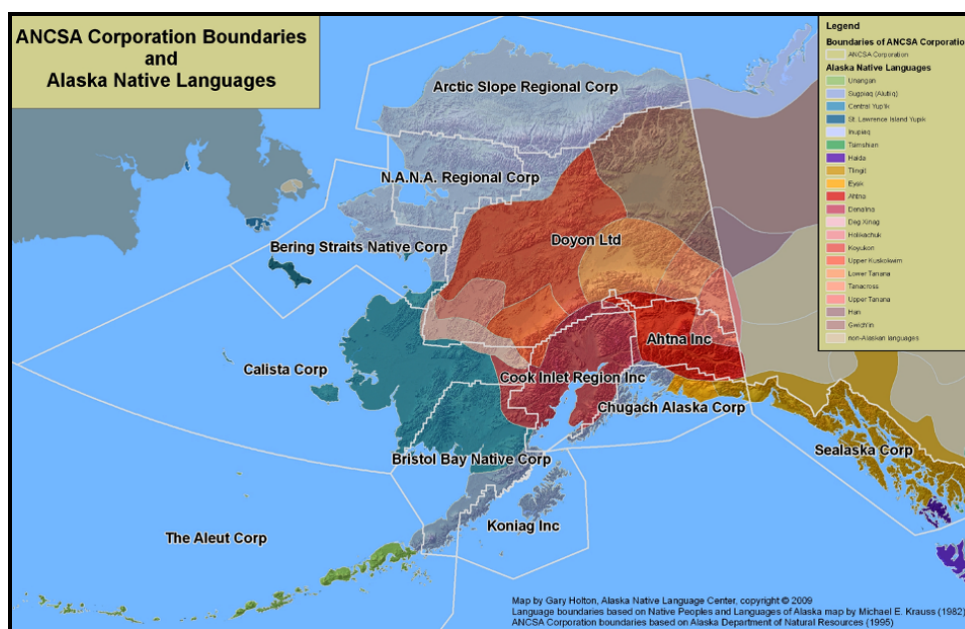 ANCSA Corporation Boundaries
and
Alaska Native Languages
Legend
Boundaries of ANCSA Corporatio
ANCSA Corporation
Alaska Native Languages
Unangan
Sugpiaq (Alutiiq)
Central Yup'ik
St. Lawrence Island Yupik
Inupiaq
Tsimshian
Haida
Tlingit
Eyak
Ahtna
Dena'ina
Deg Xinag
Holikachuk
Koyukon
Upper Kuskokwim
Lower Tanana
Tanacross
Upper Tanana
Han
Gwich'in
non-Alaskan languages
Arctic Slope Regional Corp
N.A.N.A. Regional Corp
Doyon Ltd
Bering Straits Native Corp
Ahtna Inc
Calista Corp
Cook Inlet Region Inc
Chugach Alaska Corp
Sealaska Corp
Bristol Bay Native Corp
Koniag Inc
The Aleut Corp
Map by Gary Holton, Alaska Native Language Center, copyright © 2009
Language boundaries based on Native Peoples and Languages of Alaska map by Michael E. Krauss (1982)
ANCSA Corporation boundaries based on Alaska Department of Natural Resources (1995)